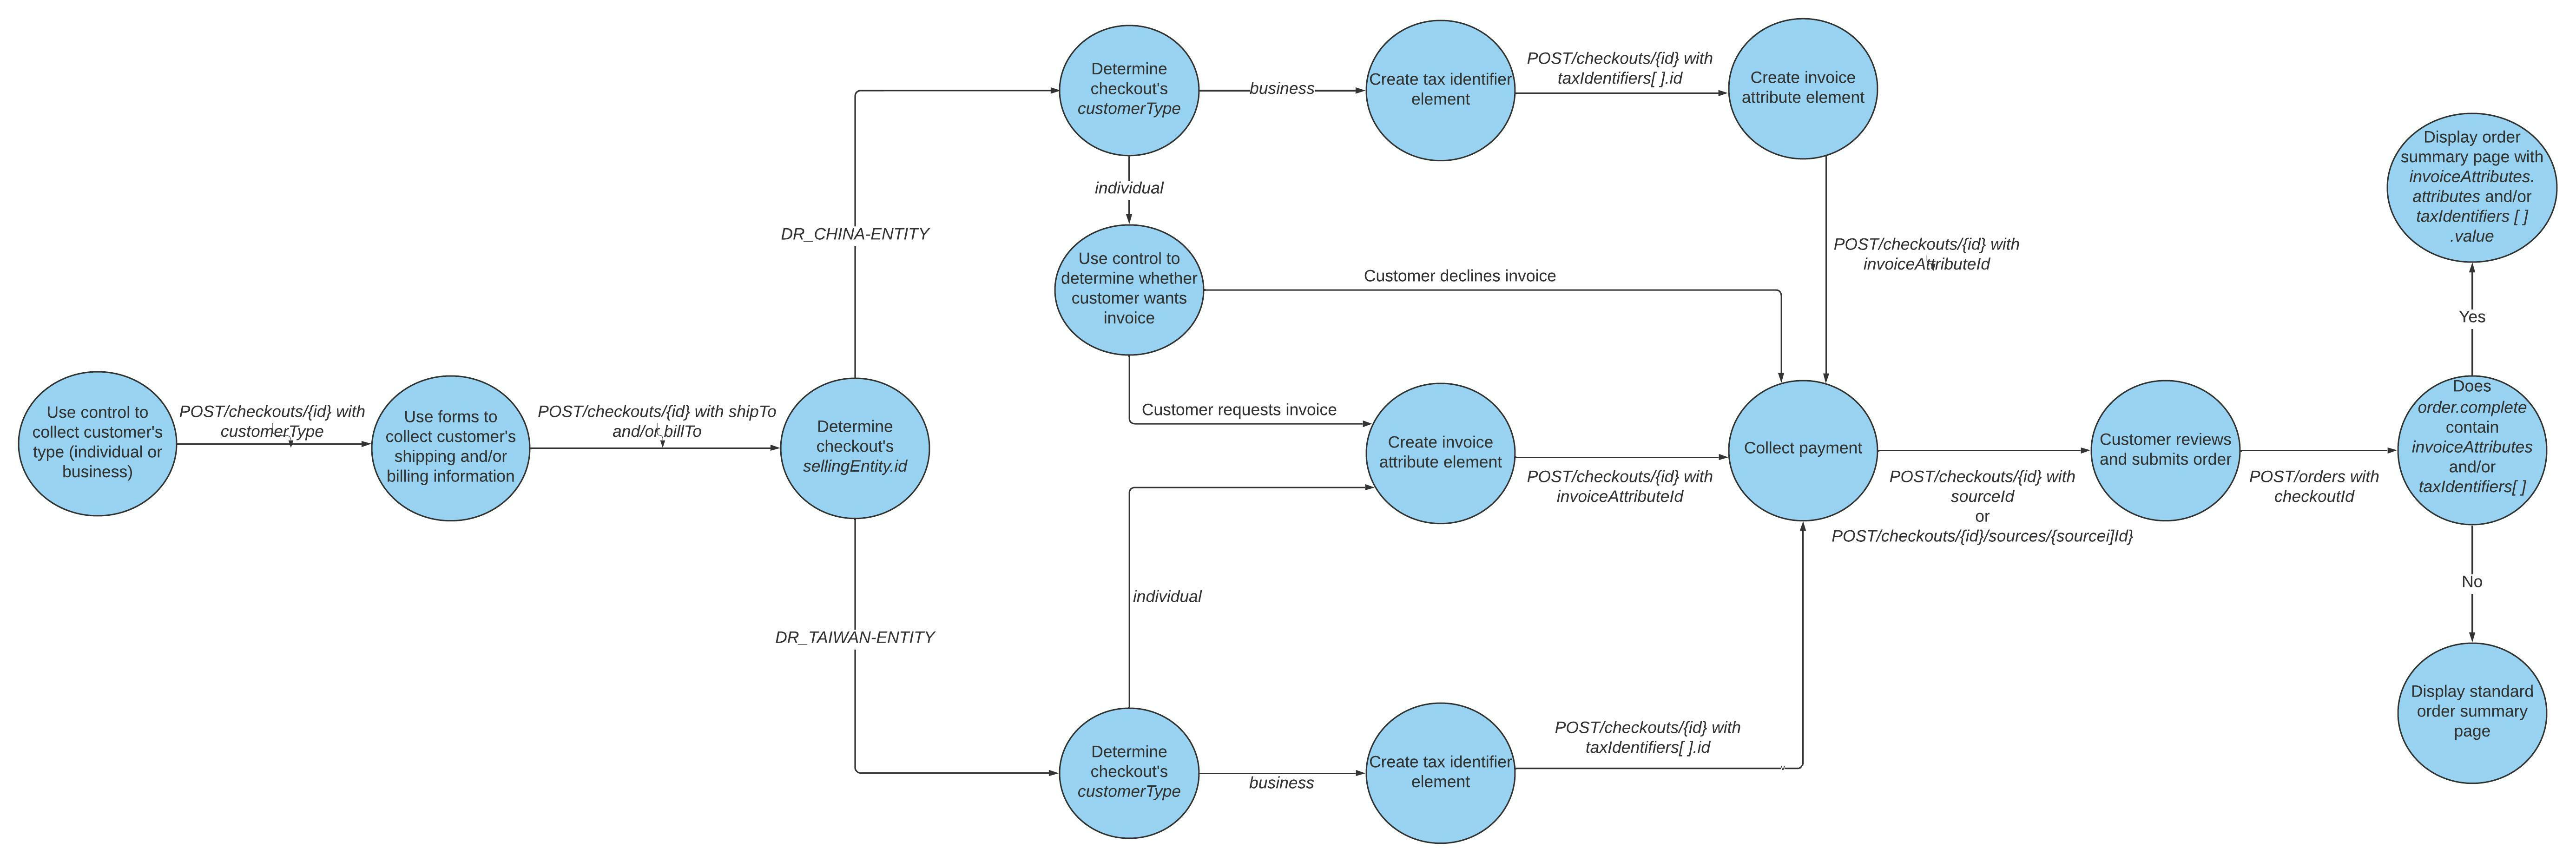 Use control to
collect customer's
type (individual or
business)
POST/checkouts/{id} with
customerType
Use forms to
collect customer's
shipping and/or
billing information
POST/checkouts/{id} with shipTo
and/or billTo
Determine
checkout's
sellingEntity.id
DR_CHINA-ENTITY
DR_TAIWAN-ENTITY
Determine
checkout's
customerType
business
Create tax identifier
element
POST/checkouts/{id} with
taxIdentifiers[ ].id
Create invoice
attribute element
POST/checkouts/{id} with
invoiceAttributeId
individual
Use control to
determine whether
customer wants
invoice
Customer declines invoice
Customer requests invoice
Create invoice
attribute element
POST/checkouts/{id} with
invoiceAttributeId
individual
Determine
checkout's
customerType
business
Create tax identifier
element
POST/checkouts/{id} with
taxIdentifiers[ ].id
Collect payment
POST/checkouts/{id} with
sourceId
or
POST/checkouts/{id}/sources/{sourcei]Id}
Customer reviews
and submits order
POST/orders with
checkoutId
Does
order.complete
contain
invoiceAttributes
and/or
taxIdentifiers[ ]
Yes
Display order
summary page with
invoiceAttributes.
attributes and/or
taxIdentifiers [ ]
.value
No
Display standard
order summary
page